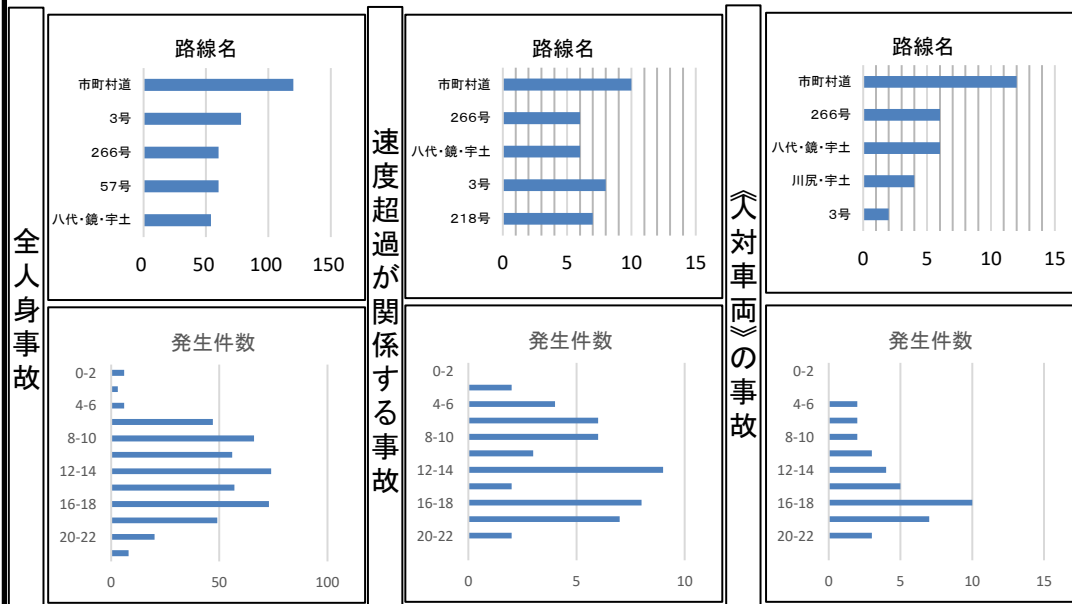 全人身事故
路線名
市町村道
3号
266号
57号
八代・鏡・宇土
0 50 100 150
発生件数
0-2
4-6
8-10
12-14
16-18
20-22
0 50 100
速度超過が関係する事故
路線名
市町村道
266号
八代・鏡・宇土
3号
218号
0 5 10 15
発生件数
0-2
4-6
8-10
12-14
16-18
20-22
0 5 10
《人対車両》の事故
路線名
市町村道
266号
八代・鏡・宇土
川尻・宇土
3号
0 5 10 15
発生件数
0-2
4-6
8-10
12-14
16-18
20-22
0 5 10 15